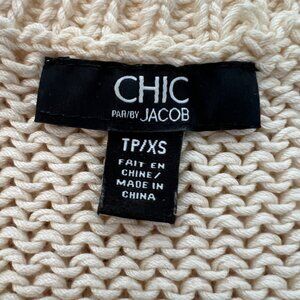 CHIC
PAR/BY JACOB
TP/XS
FAIT EN
CHINE/
MADE IN
CHINA